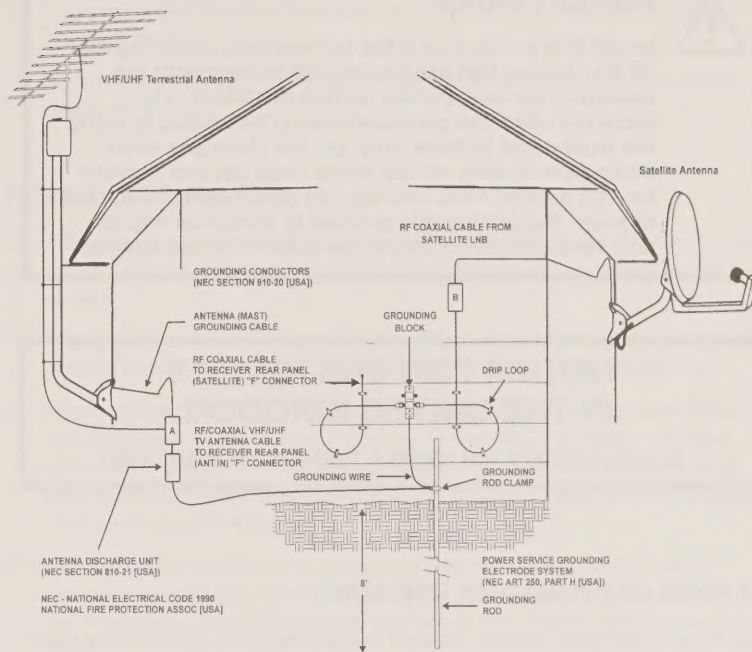 VHF/UHF Terrestrial Antenna
Satellite Antenna
RF COAXIAL CABLE FROM
SATELLITE LNB
GROUNDING CONDUCTORS
(NEC SECTION 810-20 [USA])
B
ANTENNA (MAST)
GROUNDING CABLE
GROUNDING
BLOCK
RF COAXIAL CABLE
TO RECEIVER REAR PANEL
(SATELLITE) "F" CONNECTOR
DRIP LOOP
A
RF/COAXIAL VHF/UHF
TV ANTENNA CABLE
TO RECEIVER REAR PANEL
(ANT IN) "F" CONNECTOR
GROUNDING WIRE
GROUNDING
ROD CLAMP
ANTENNA DISCHARGE UNIT
(NEC SECTION 810-21 [USA])
8'
POWER SERVICE GROUNDING
ELECTRODE SYSTEM
(NEC ART 250, PART H [USA])
NEC - NATIONAL ELECTRICAL CODE 1990
NATIONAL FIRE PROTECTION ASSOC [USA]
GROUNDING
ROD